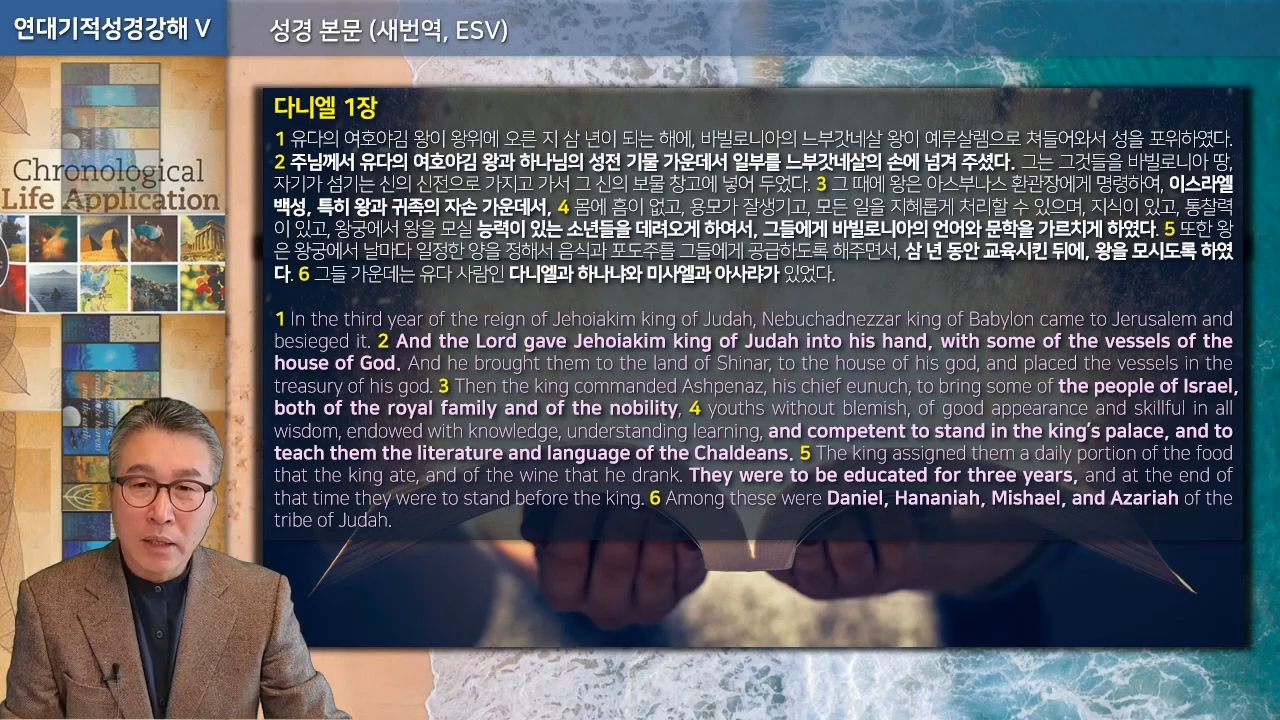 연대기적성경강해 V
성경 본문 (새번역, ESV)
Chronological
Life Application
다니엘 1장
1 유다의 여호야김 왕이 왕위에 오른 지 삼 년이 되는 해에, 바빌로니아의 느부갓네살 왕이 예루살렘으로 쳐들어와서 성을 포위하였다.
2 주님께서 유다의 여호야김 왕과 하나님의 성전 기물 가운데서 일부를 느부갓네살의 손에 넘겨 주셨다. 그는 그것들을 바빌로니아 땅,
자기가 섬기는 신의 신전으로 가지고 가서 그 신의 보물 창고에 넣어 두었다. 3 그 때에 왕은 아스부나스 환관장에게 명령하여, 이스라엘
백성, 특히 왕과 귀족의 자손 가운데서, 4 몸에 흠이 없고, 용모가 잘생기고, 모든 일을 지혜롭게 처리할 수 있으며, 지식이 있고, 통찰력
이 있고, 왕궁에서 왕을 모실 능력이 있는 소년들을 데려오게 하여서, 그들에게 바빌로니아의 언어와 문학을 가르치게 하였다. 5 또한 왕
은 왕궁에서 날마다 일정한 양을 정해서 음식과 포도주를 그들에게 공급하도록 해주면서, 삼 년 동안 교육시킨 뒤에, 왕을 모시도록 하였
다. 6 그들 가운데는 유다 사람인 다니엘과 하나냐와 미사엘과 아사랴가 있었다.
1 In the third year of the reign of Jehoiakim king of Judah, Nebuchadnezzar king of Babylon came to Jerusalem and
besieged it. 2 And the Lord gave Jehoiakim king of Judah into his hand, with some of the vessels of the
house of God. And he brought them to the land of Shinar, to the house of his god, and placed the vessels in the
treasury of his god. 3 Then the king commanded Ashpenaz, his chief eunuch, to bring some of the people of Israel,
both of the royal family and of the nobility, 4 youths without blemish, of good appearance and skillful in all
wisdom, endowed with knowledge, understanding learning, and competent to stand in the king's palace, and to
teach them the literature and language of the Chaldeans. 5 The king assigned them a daily portion of the food
that the king ate, and of the wine that he drank. They were to be educated for three years, and at the end of
that time they were to stand before the king. 6 Among these were Daniel, Hananiah, Mishael, and Azariah of the
tribe of Judah.